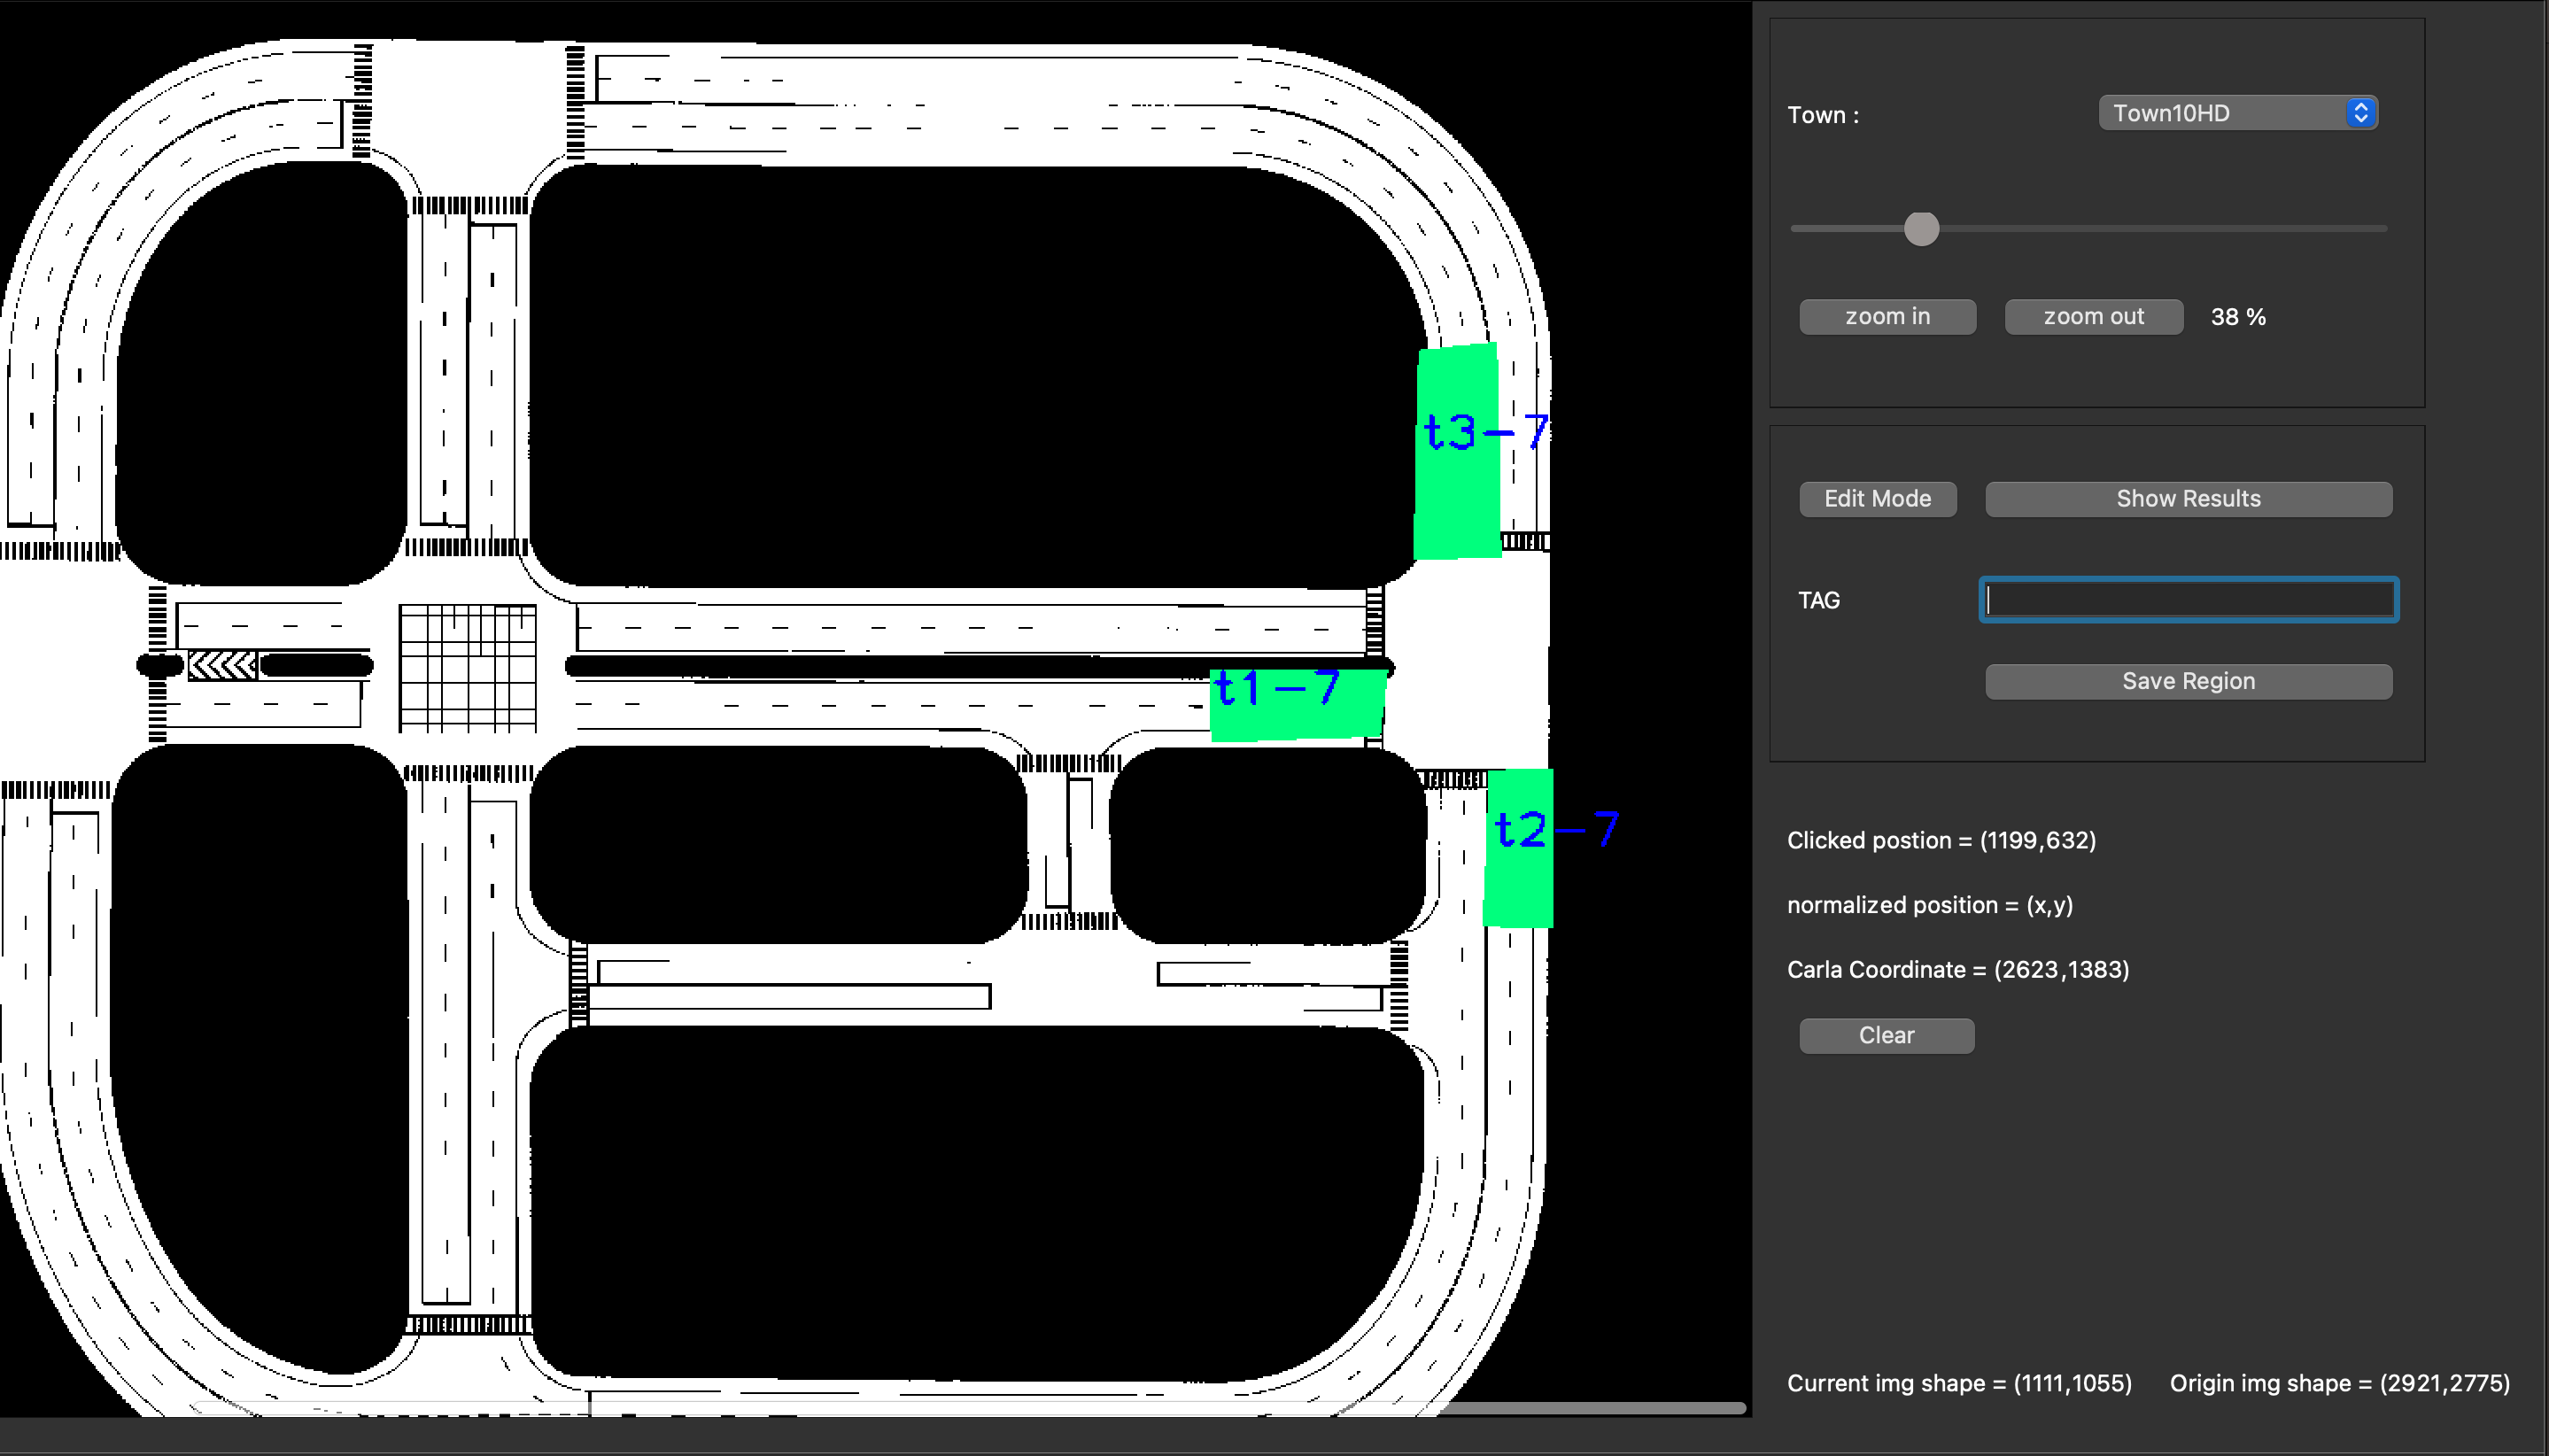 Town :
Town10HD
zoom in
zoom out
38 %
t3-7
Edit Mode
Show Results
TAG
t1-7
Save Region
t2-7
Clicked postion = (1199,632)
normalized position = (x,y)
Carla Coordinate = (2623,1383)
Clear
Current img shape = (1111,1055)
Origin img shape = (2921,2775)